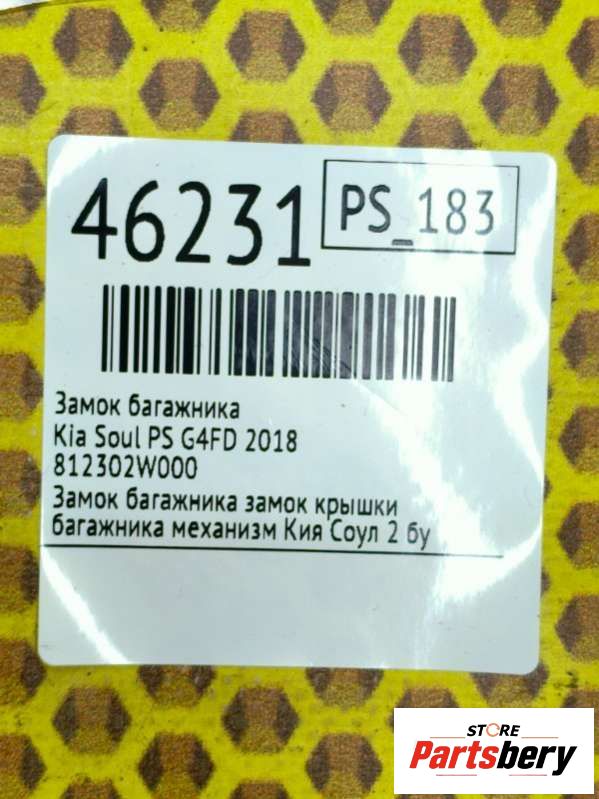 46231
PS_183
Замок багажника
Kia Soul PS G4FD 2018
812302W000
Замок багажника замок крышки
багажника механизм Кия Соул 2 бу
STORE
Partsbery